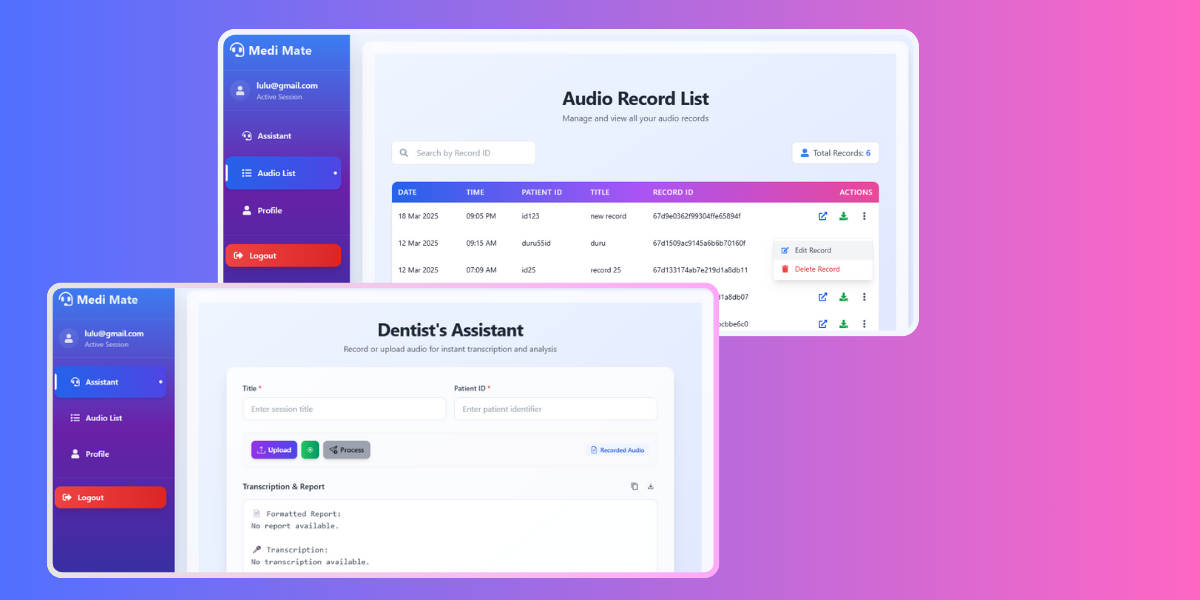 Medi Mate
lulu@gmail.com
Active Session
Assistant
Audio List
Profile
Logout
Audio Record List
Manage and view all your audio records
Search by Record ID
Total Records: 6
DATE TIME PATIENT ID TITLE RECORD ID ACTIONS
18 Mar 2025 09:05 PM id123 new record 67d9e0362f99304ffe65894f
12 Mar 2025 09:15 AM duru55id duru 67d1509ac9145a6b6b70160f
12 Mar 2025 07:09 AM id25 record 25 67d133174ab7e219d1a8db11
Edit Record
Delete Record
d1a8db07
cbbe6c0
Medi Mate
lulu@gmail.com
Active Session
Assistant
Audio List
Profile
Logout
Dentist's Assistant
Record or upload audio for instant transcription and analysis
Title * Patient ID *
Enter session title Enter patient identifier
Upload Process Recorded Audio
Transcription & Report
Formatted Report:
No report available.
Transcription:
No transcription available.